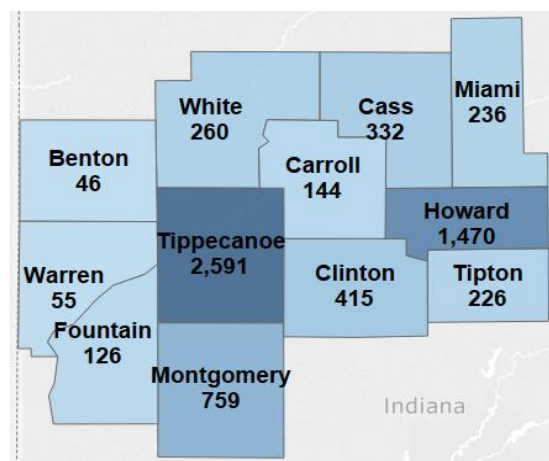 Miami
236
White
260
Cass
332
Benton
46
Carroll
144
Howard
1,470
Tippecanoe
2,591
Warren
55
Clinton
415
Tipton
226
Fountain
126
Montgomery
759
Indiana